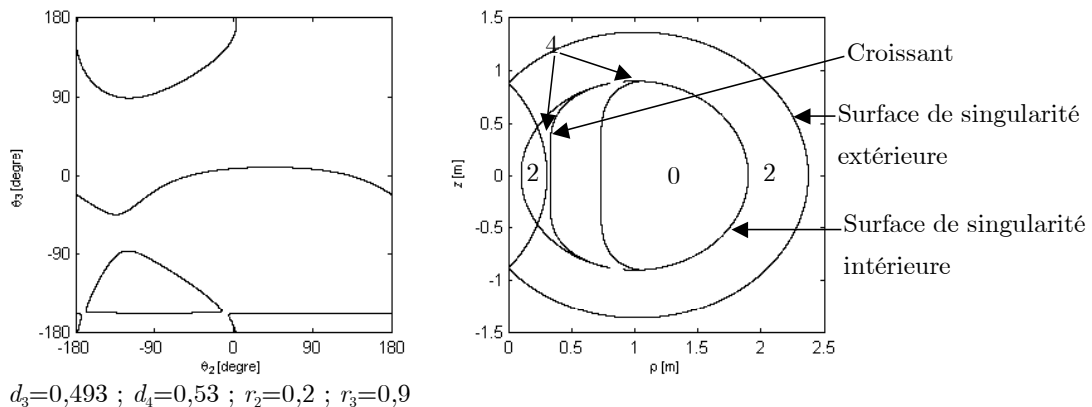 180
90
0
-90
-180
θ3 [degre]
-180 -90 0 90 180
θ2 [degre]
1.5
1
0.5
0
-0.5
-1
-1.5
z [m]
0 0.5 1 1.5 2 2.5
ρ [m]
4
2
0
2
Croissant
Surface de singularité
extérieure
Surface de singularité
intérieure
d3=0,493 ; d4=0,53 ; r2=0,2 ; r3=0,9